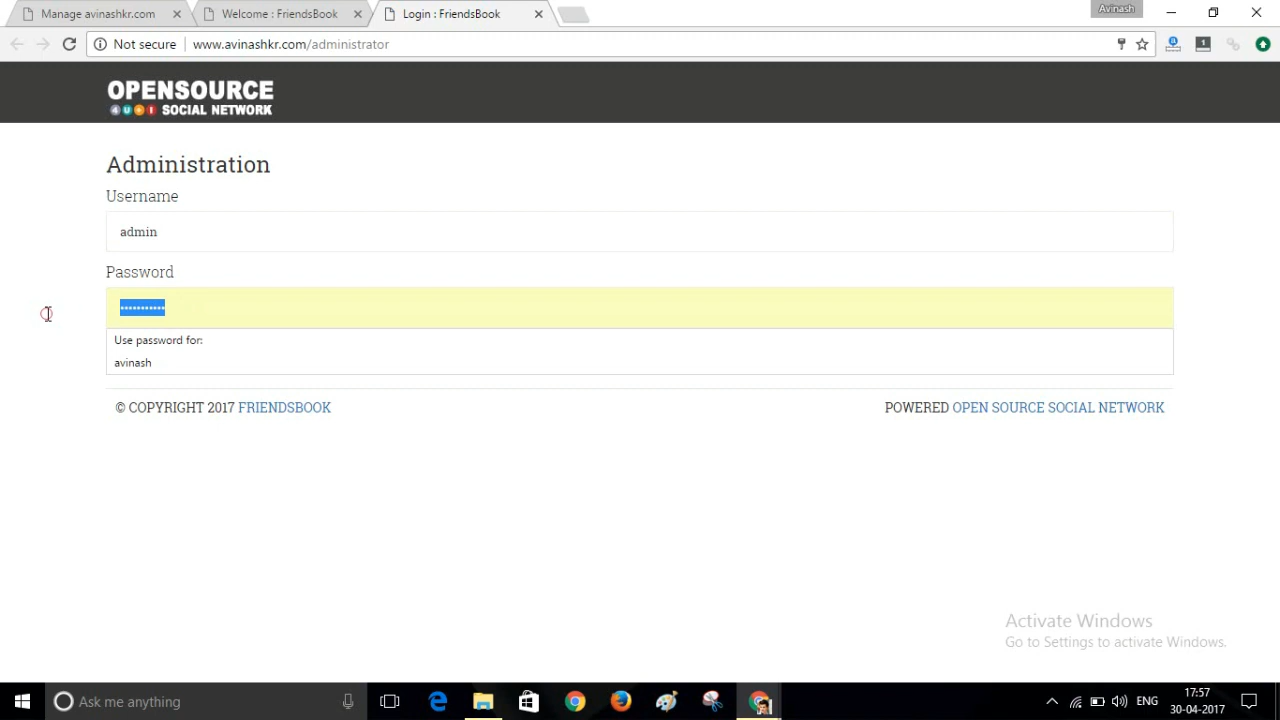 Manage avinashkr.com
Welcome : FriendsBook
Login : FriendsBook
Avinash
Not secure
www.avinashkr.com/administrator
OPENSOURCE
4 U + I SOCIAL NETWORK
Administration
Username
admin
Password
•••••••••••
Use password for:
avinash
© COPYRIGHT 2017 FRIENDSBOOK
POWERED OPEN SOURCE SOCIAL NETWORK
Activate Windows
Go to Settings to activate Windows.
Ask me anything
ENG
17:57
30-04-2017